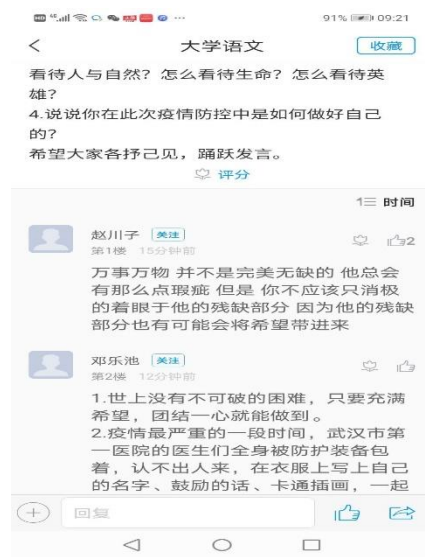 91% 09:21
大学语文
收藏
看待人与自然？怎么看待生命？怎么看待英
雄？
4.说说你在此次疫情防控中是如何做好自己
的？
希望大家各抒己见，踊跃发言。
评分
时间
赵川子 关注
第1楼 15分钟前
2
万事万物 并不是完美无缺的 他总会
有那么点瑕疵 但是 你不应该只消极
的着眼于他的残缺部分 因为他的残缺
部分也有可能会将希望带进来
邓乐池 关注
第2楼 12分钟前
1.世上没有不可破的困难，只要充满
希望，团结一心就能做到。
2.疫情最严重的一段时间，武汉市第
一医院的医生们全身被防护装备包
着，认不出人来，在衣服上写上自己
的名字、鼓励的话、卡通插画，一起
回复